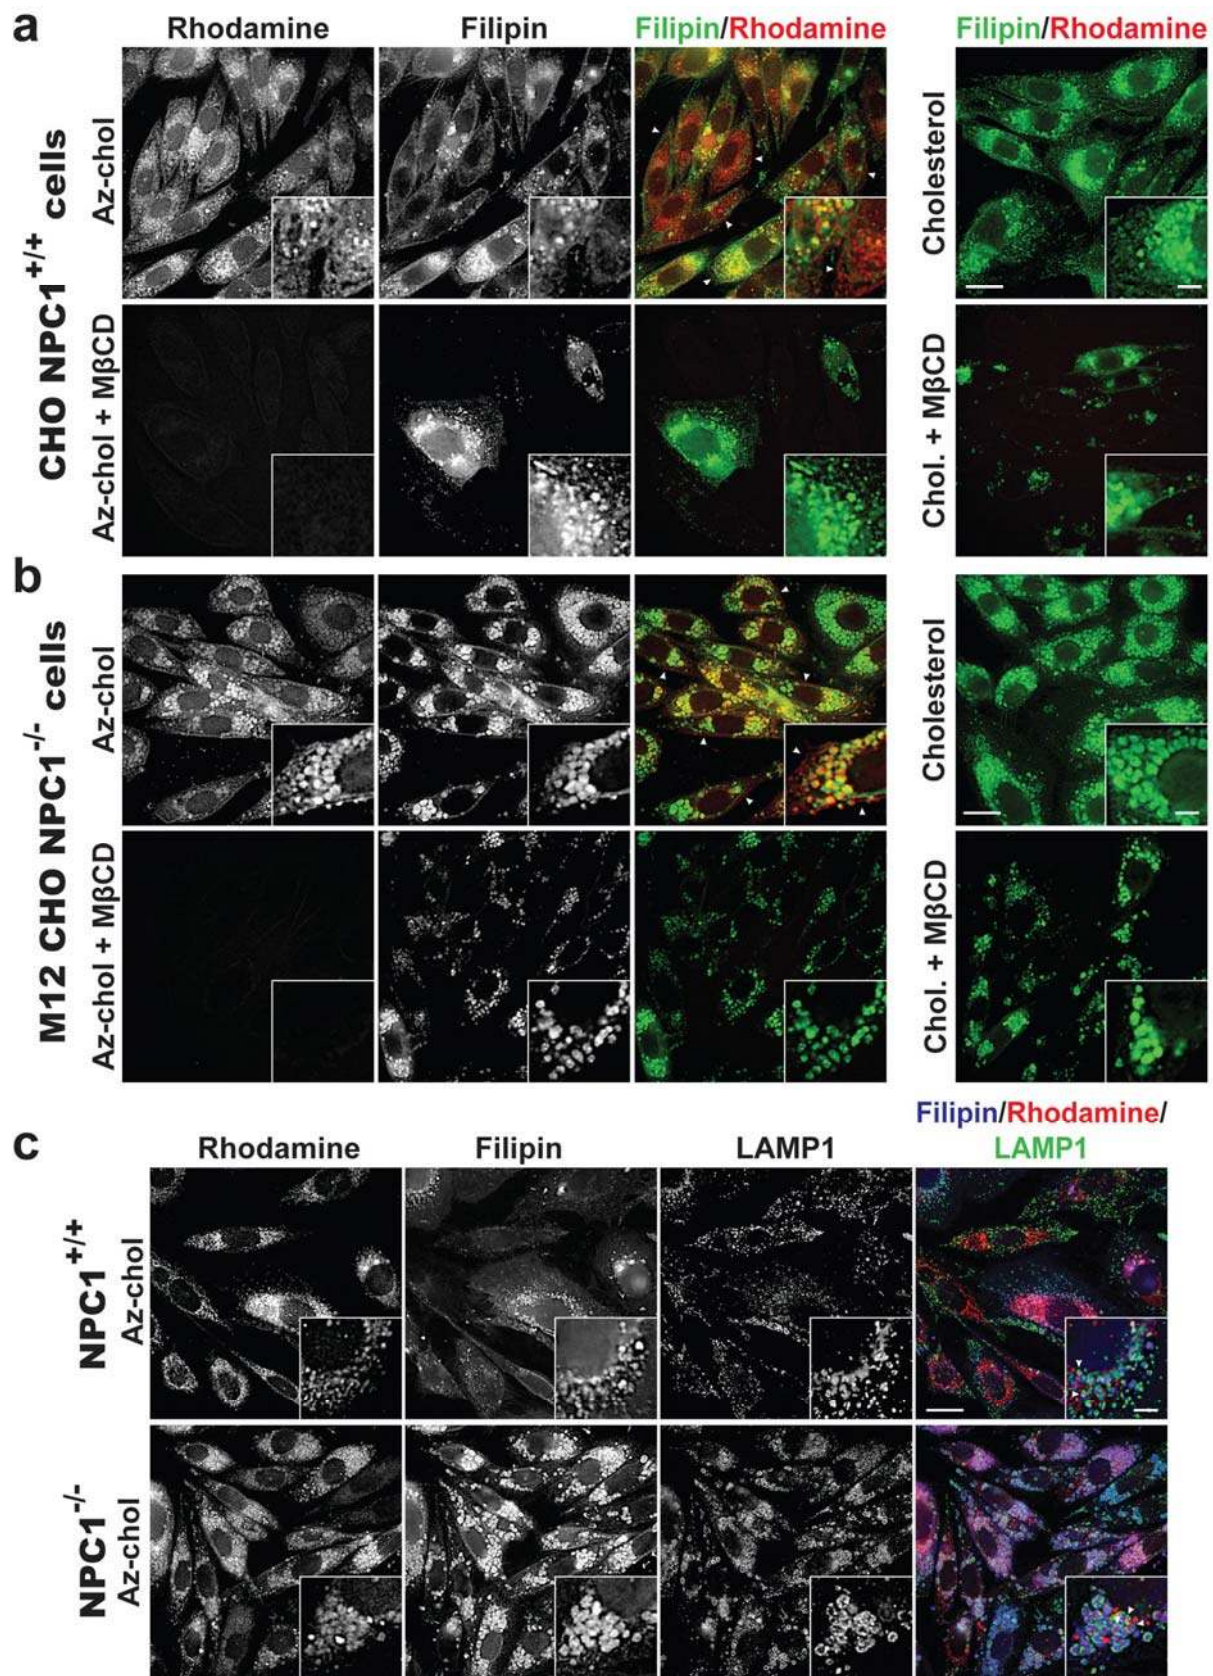 a
Rhodamine
Filipin
Filipin/Rhodamine
Filipin/Rhodamine
CHO NPC1+/+ cells
Az-chol
Cholesterol
Az-chol + MβCD
Chol. + MβCD
b
M12 CHO NPC1-/- cells
Az-chol
Cholesterol
Az-chol + MβCD
Chol. + MβCD
c
Rhodamine
Filipin
LAMP1
Filipin/Rhodamine/
LAMP1
NPC1+/+
Az-chol
NPC1-/-
Az-chol